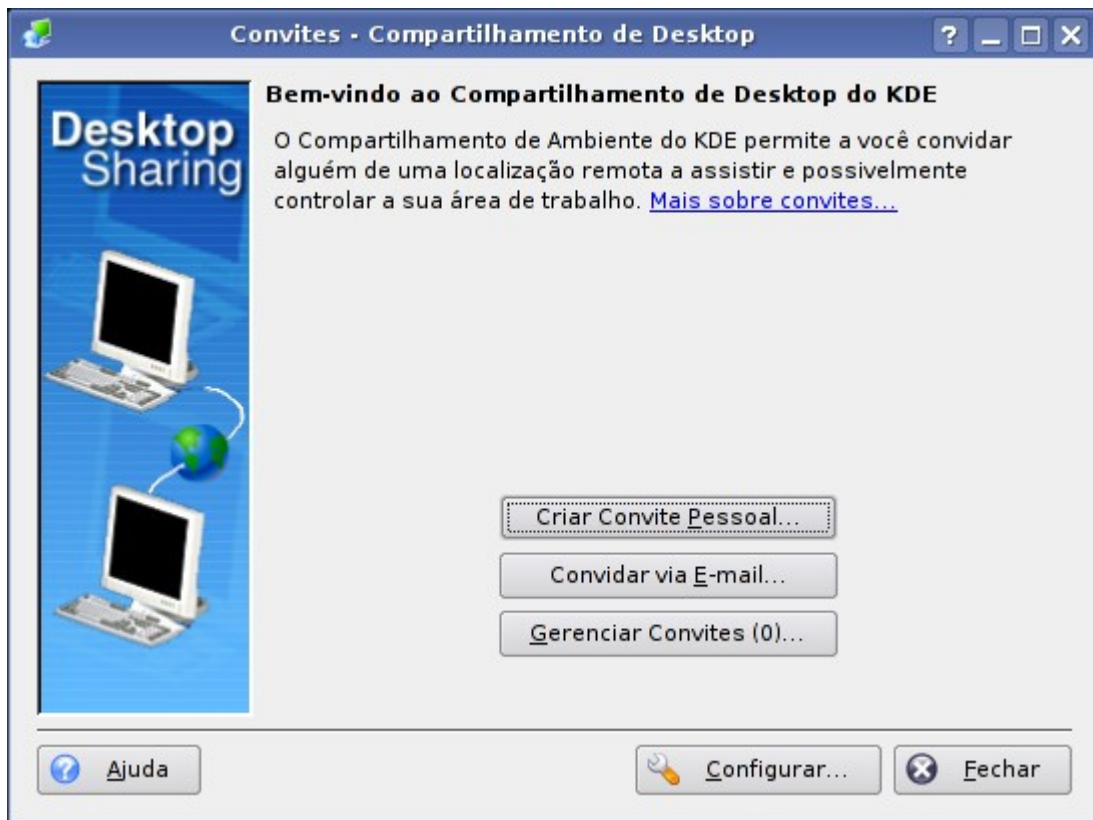 Convites - Compartilhamento de Desktop
Desktop
Sharing
Bem-vindo ao Compartilhamento de Desktop do KDE
O Compartilhamento de Ambiente do KDE permite a você convidar
alguém de uma localização remota a assistir e possivelmente
controlar a sua área de trabalho. Mais sobre convites...
Criar Convite Pessoal...
Convidar via E-mail...
Gerenciar Convites (0)...
Ajuda
Configurar...
Fechar